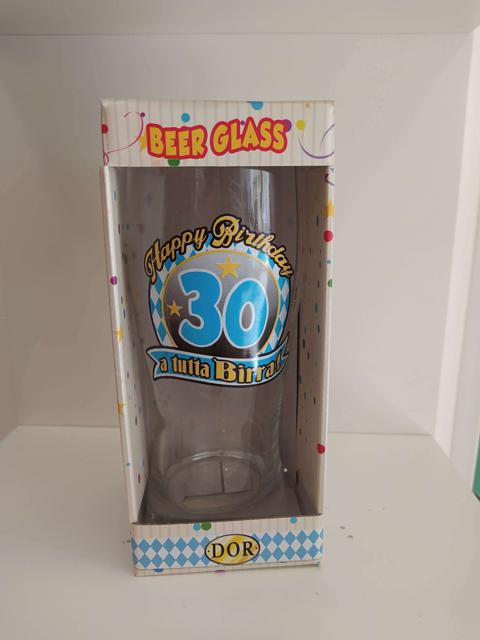 BEER GLASS
Happy Birthday
30
a tutta Birra!
DOR